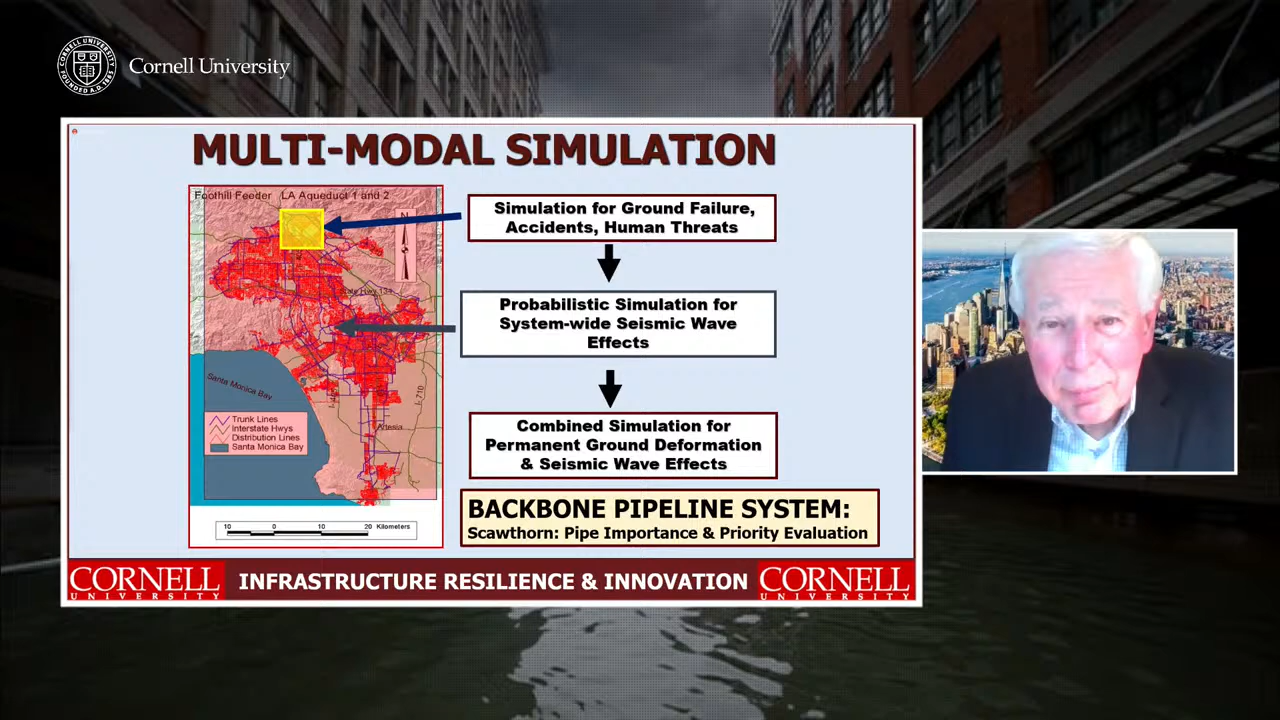 Cornell University
MULTI-MODAL SIMULATION
Foothill Feeder LA Aqueduct 1 and 2
N
Santa Monica Bay
I-710
Artesia
Trunk Lines
Interstate Hwys
Distribution Lines
Santa Monica Bay
10 0 10 20 Kilometers
Simulation for Ground Failure,
Accidents, Human Threats
Probabilistic Simulation for
System-wide Seismic Wave
Effects
Combined Simulation for
Permanent Ground Deformation
& Seismic Wave Effects
BACKBONE PIPELINE SYSTEM:
Scawthorn: Pipe Importance & Priority Evaluation
CORNELL
UNIVERSITY
INFRASTRUCTURE RESILIENCE & INNOVATION
CORNELL
UNIVERSITY